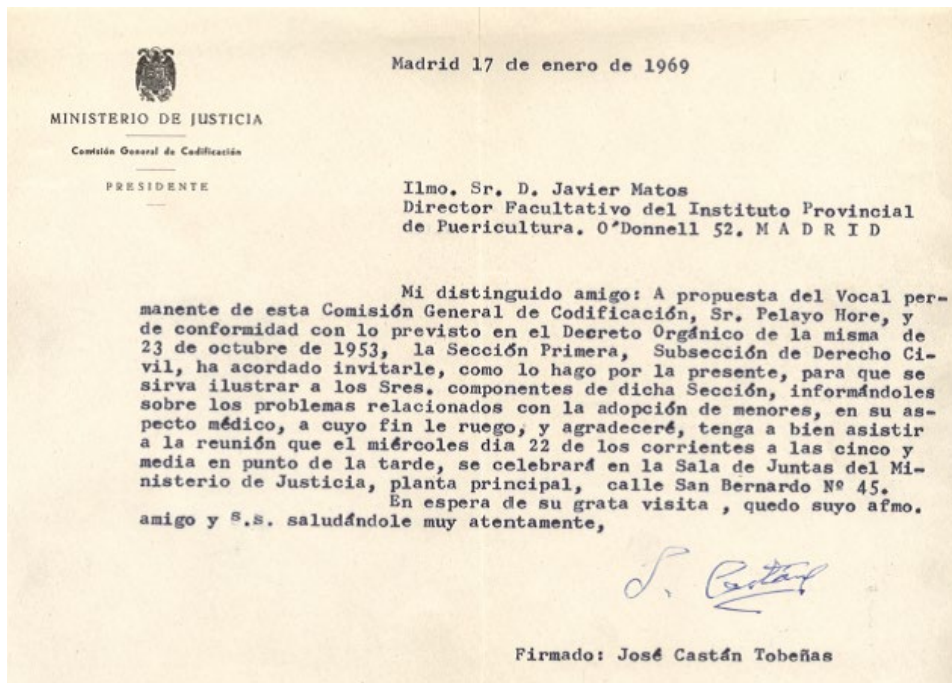 Madrid 17 de enero de 1969
MINISTERIO DE JUSTICIA
Comisión General de Codificación
PRESIDENTE
Ilmo. Sr. D. Javier Matos
Director Facultativo del Instituto Provincial
de Puericultura. O'Donnell 52. M A D R I D
Mi distinguido amigo: A propuesta del Vocal per-
manente de esta Comisión General de Codificación, Sr. Pelayo Hore, y
de conformidad con lo previsto en el Decreto Orgánico de la misma de
23 de octubre de 1953, la Sección Primera, Subsección de Derecho Ci-
vil, ha acordado invitarle, como lo hago por la presente, para que se
sirva ilustrar a los Sres. componentes de dicha Sección, informándoles
sobre los problemas relacionados con la adopción de menores, en su as-
pecto médico, a cuyo fin le ruego, y agradeceré, tenga a bien asistir
a la reunión que el miércoles dia 22 de los corrientes a las cinco y
media en punto de la tarde, se celebrará en la Sala de Juntas del Mi-
nisterio de Justicia, planta principal, calle San Bernardo Nº 45.
En espera de su grata visita , quedo suyo afmo.
amigo y s.s. saludándole muy atentamente,
J. Castán
Firmado: José Castán Tobeñas